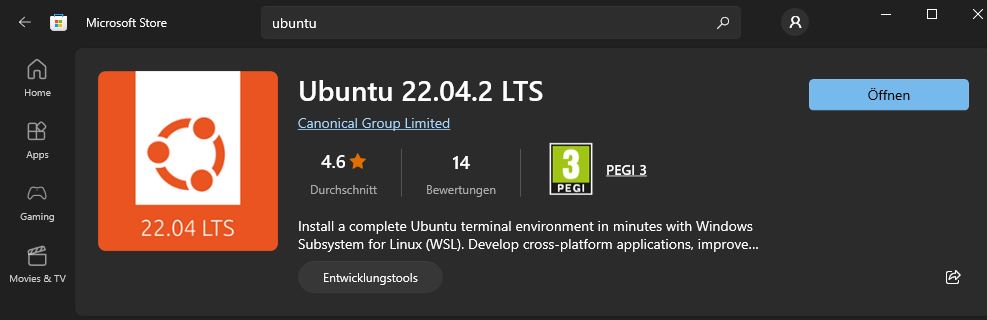 Microsoft Store
ubuntu
Home
Apps
Gaming
Movies & TV
22.04 LTS
Ubuntu 22.04.2 LTS
Canonical Group Limited
4.6
Durchschnitt
14
Bewertungen
3
PEGI
PEGI 3
Install a complete Ubuntu terminal environment in minutes with Windows
Subsystem for Linux (WSL). Develop cross-platform applications, improve...
Entwicklungstools
Öffnen